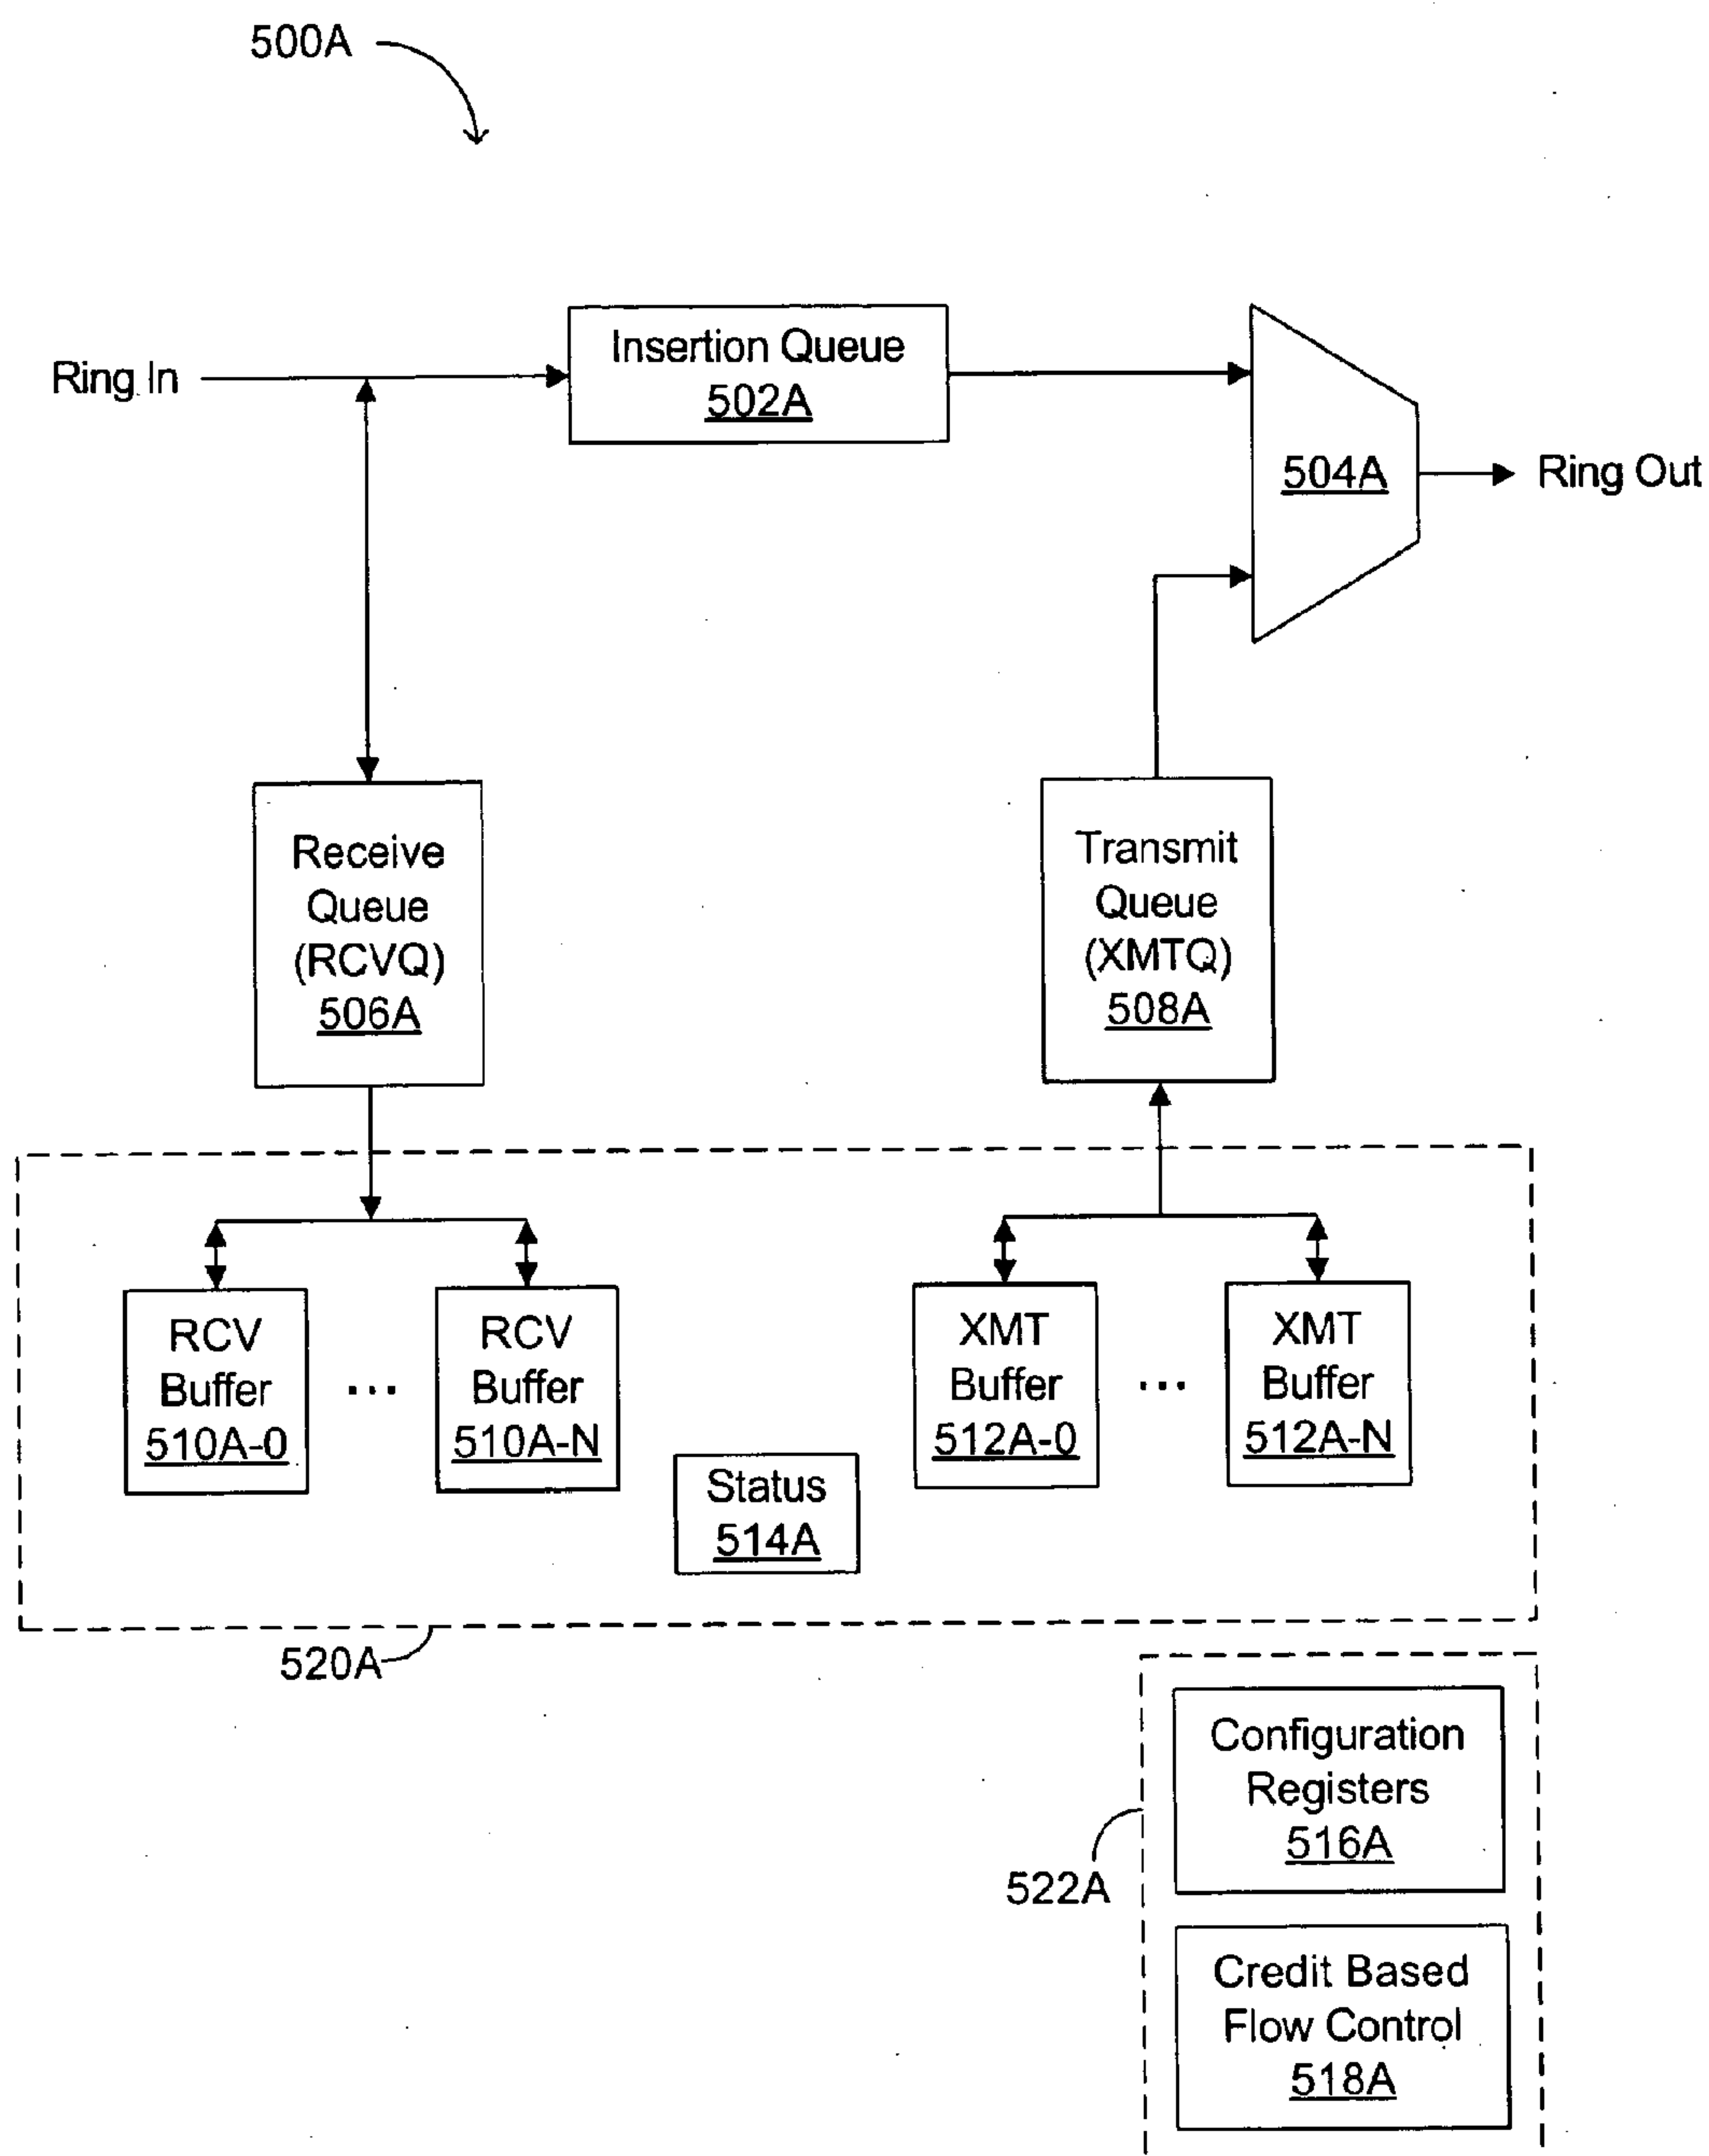 500A
Ring In
Insertion Queue
502A
504A
Ring Out
Receive
Queue
(RCVQ)
506A
Transmit
Queue
(XMTQ)
508A
RCV
Buffer
510A-0
...
RCV
Buffer
510A-N
Status
514A
XMT
Buffer
512A-0
...
XMT
Buffer
512A-N
520A
522A
Configuration
Registers
516A
Credit Based
Flow Control
518A